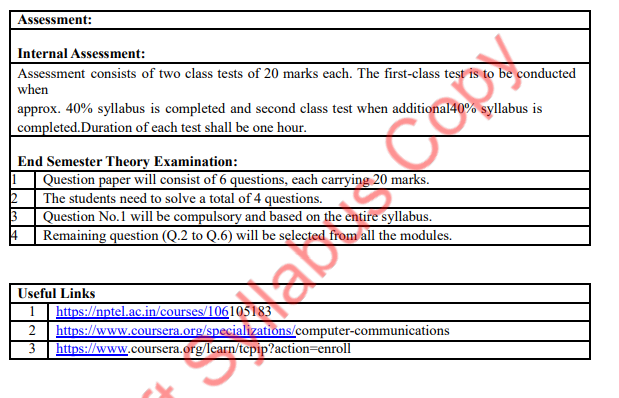 Assessment:
Internal Assessment:
Assessment consists of two class tests of 20 marks each. The first-class test is to be conducted
when
approx. 40% syllabus is completed and second class test when additional40% syllabus is
completed.Duration of each test shall be one hour.
End Semester Theory Examination:
1 Question paper will consist of 6 questions, each carrying 20 marks.
2 The students need to solve a total of 4 questions.
3 Question No.1 will be compulsory and based on the entire syllabus.
4 Remaining question (Q.2 to Q.6) will be selected from all the modules.
Useful Links
1 https://nptel.ac.in/courses/106105183
2 https://www.coursera.org/specializations/computer-communications
3 https://www.coursera.org/learn/tcpip?action=enroll
Syllabus Copy